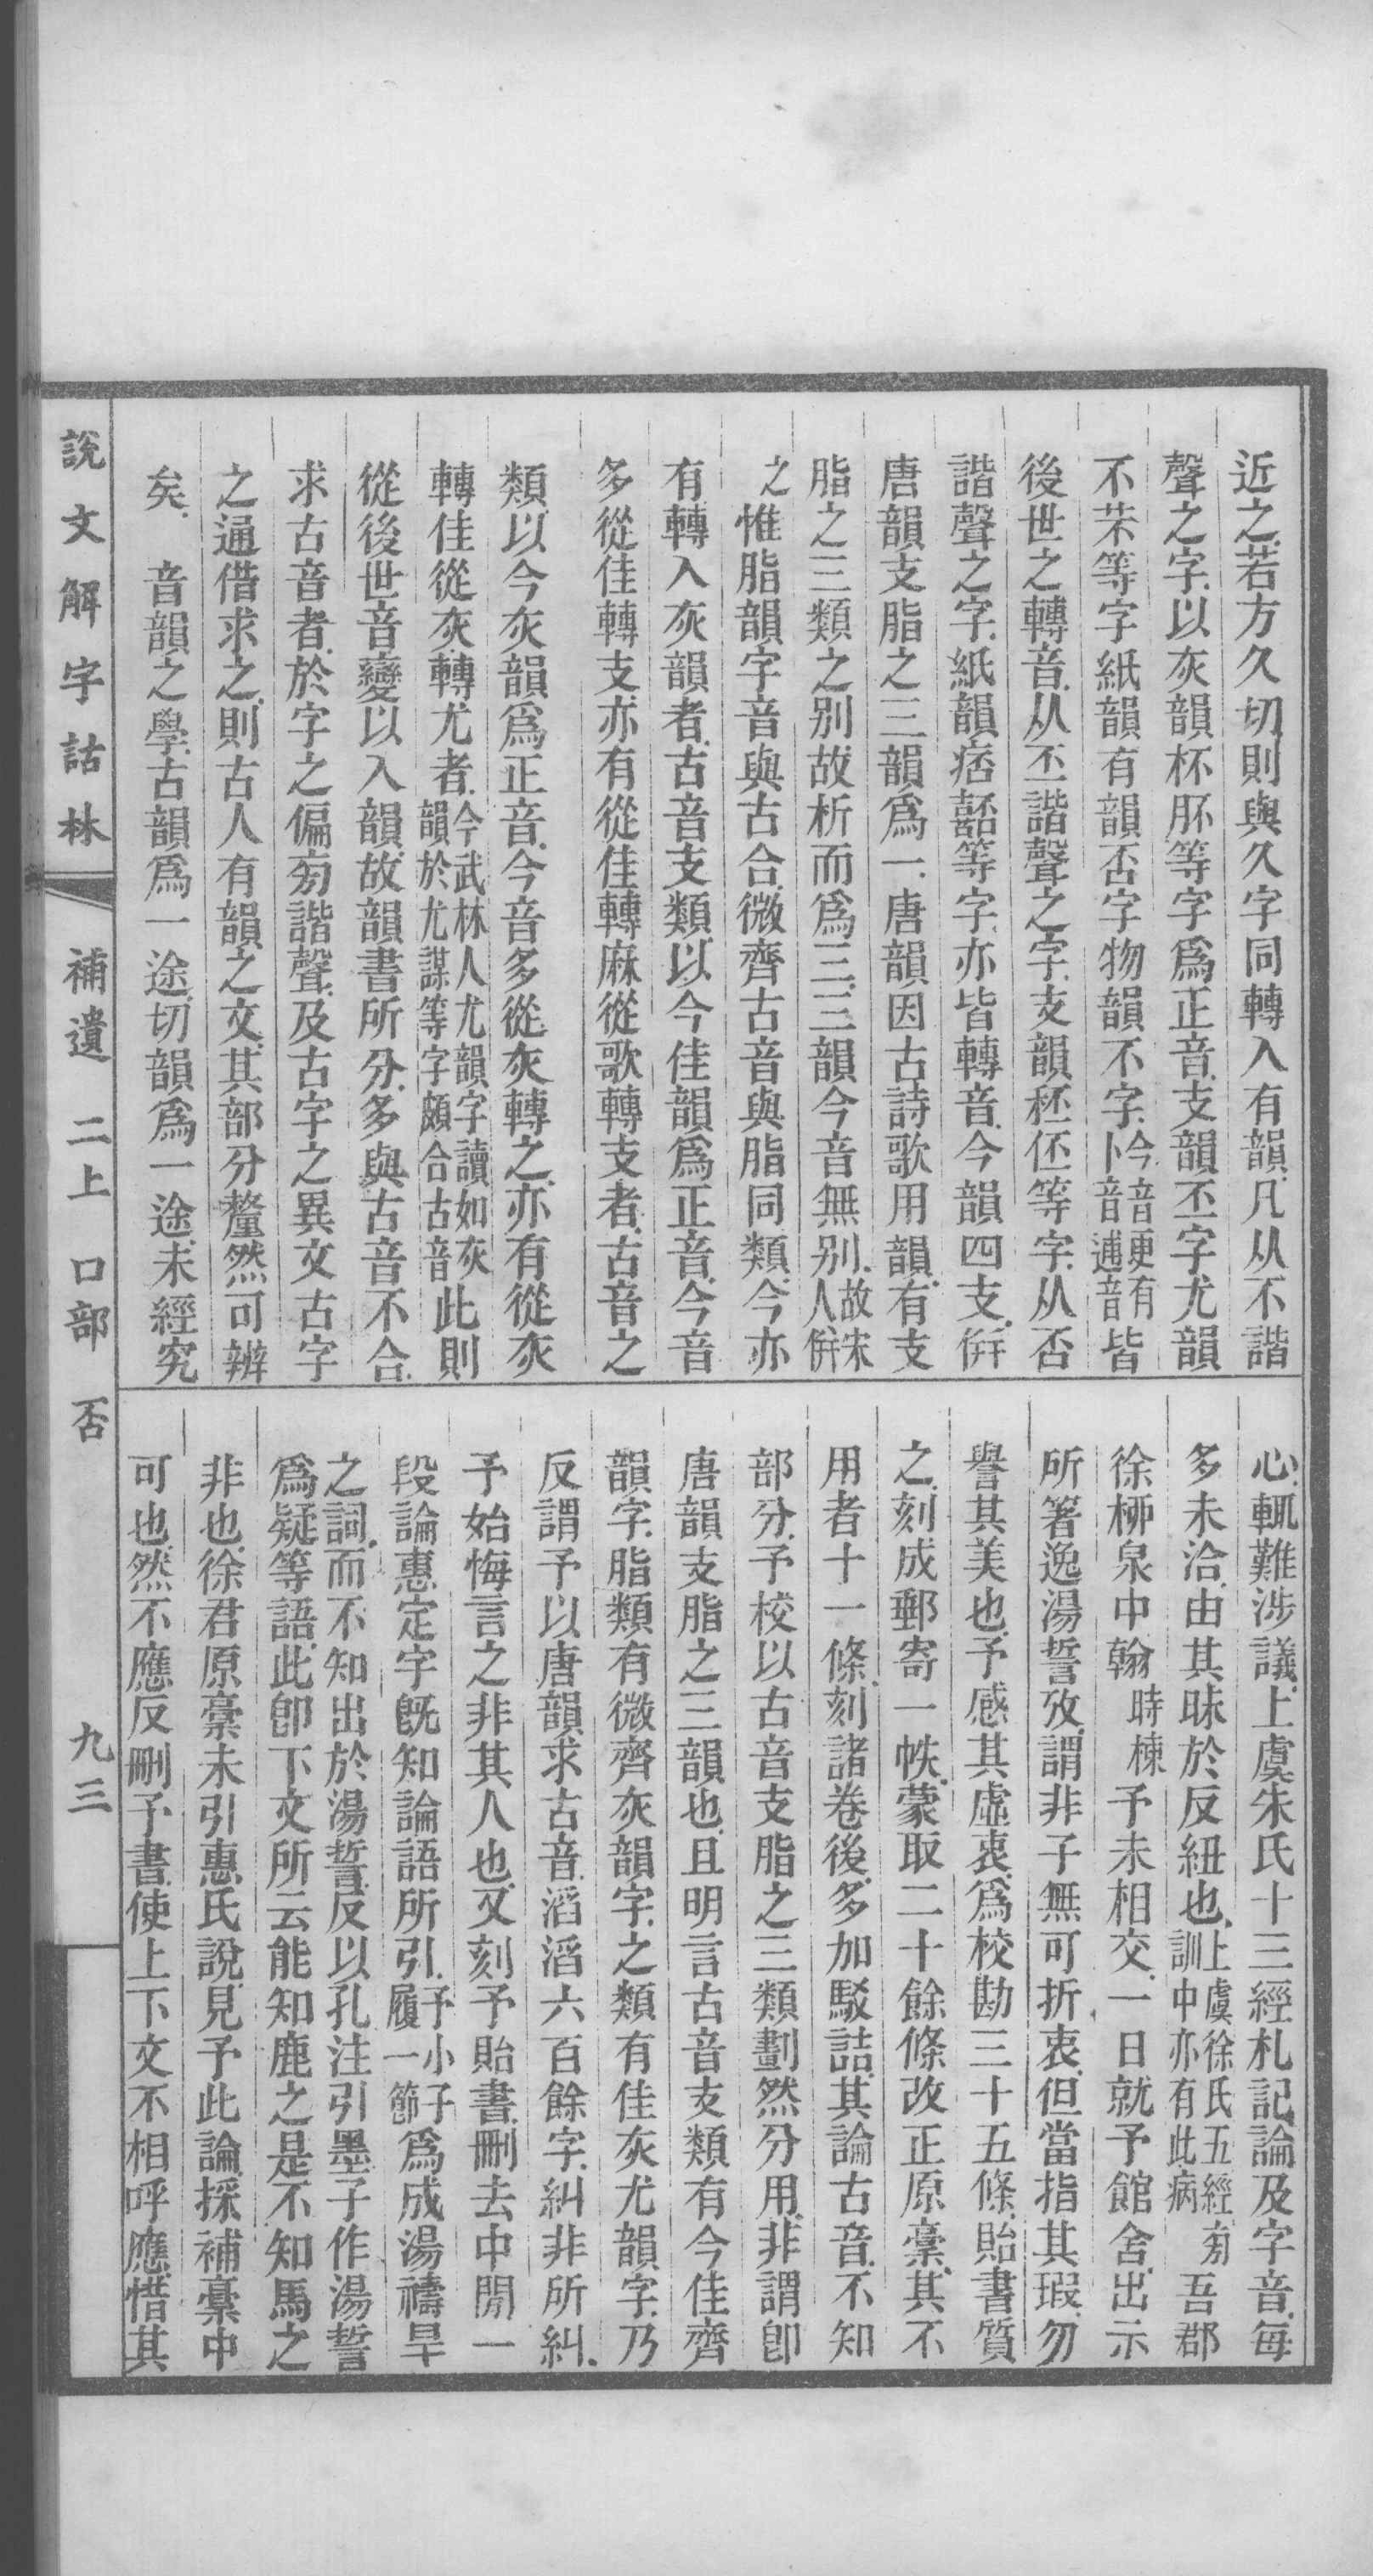 近之若方久切則與久字同轉入有韻凡从不諧
聲之字以灰韻杯胚等字爲正音支韻丕字尤韻
不芣等字紙韻有韻否字物韻不字今音更有卜音逋音皆
後世之轉音从丕諧聲之字支韻秠伾等字从否
諧聲之字紙韻痞嚭等字亦皆轉音今韻四支併
唐韻支脂之三韻爲一唐韻因古詩歌用韻有支
脂之三類之別故析而爲三三韻今音無別故宋人併
之惟脂韻字音與古合微齊古音與脂同類今亦
有轉入灰韻者古音支類以今佳韻爲正音今音
多從佳轉支亦有從佳轉麻從歌轉支者古音之
類以今灰韻爲正音今音多從灰轉之亦有從灰
轉佳從灰轉尤者今武林人尤韻字讀如灰韻於尤謀等字頗合古音此則
從後世音變以入韻故韻書所分多與古音不合
求古音者於字之偏旁諧聲及古字之異文古字
之通借求之則古人有韻之文其部分釐然可辨
矣　音韻之學古韻爲一途切韻爲一途未經究
心輒難涉議上虞朱氏十三經札記論及字音每
多未洽由其昧於反紐也上虞徐氏五經旁訓中亦有此病吾郡
徐柳泉中翰時棟予未相交一日就予館舍出示
所箸逸湯誓攷謂非子無可折衷但當指其瑕勿
譽其美也予感其虛衷爲校勘三十五條貽書質
之刻成郵寄一帙蒙取二十餘條改正原稾其不
用者十一條刻諸卷後多加駁詰其論古音不知
部分予校以古音支脂之三類劃然分用非謂卽
唐韻支脂之三韻也且明言古音支類有今佳齊
韻字脂類有微齊灰韻字之類有佳灰尤韻字乃
反謂予以唐韻求古音滔滔六百餘字糾非所糾
予始悔言之非其人也又刻予貽書刪去中閒一
段論惠定字旣知論語所引予小子履一節爲成湯禱旱
之詞而不知出於湯誓反以孔注引墨子作湯誓
爲疑等語此卽下文所云能知鹿之是不知馬之
非也徐君原稾未引惠氏說見予此論採補稾中
可也然不應反刪予書使上下文不相呼應惜其
說文解字詁林　補遺　二上　口部　否　九三